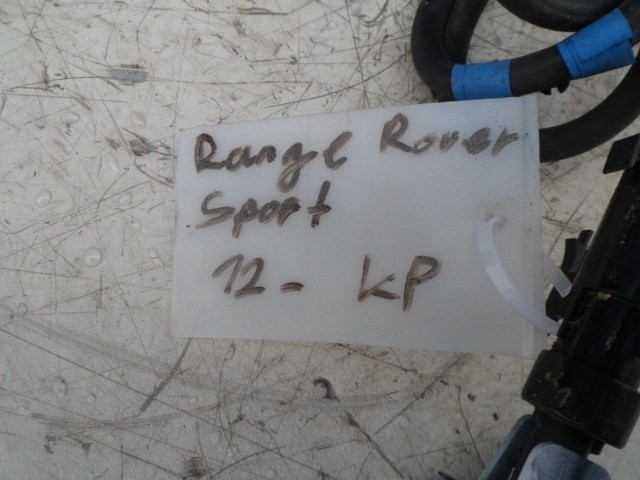 Range Rover
Sport
12- KP